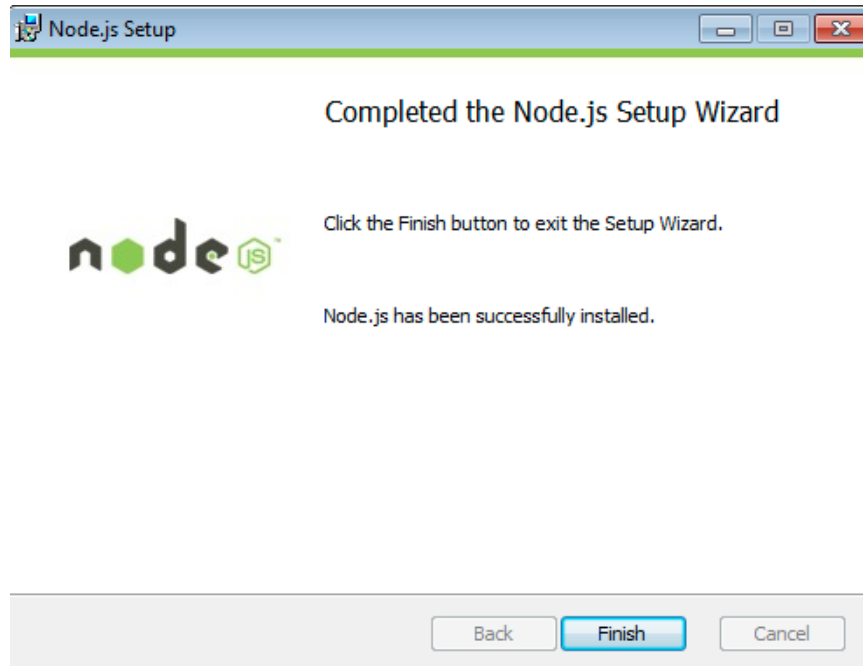 Node.js Setup
Completed the Node.js Setup Wizard
node JS™
Click the Finish button to exit the Setup Wizard.
Node.js has been successfully installed.
Back Finish Cancel